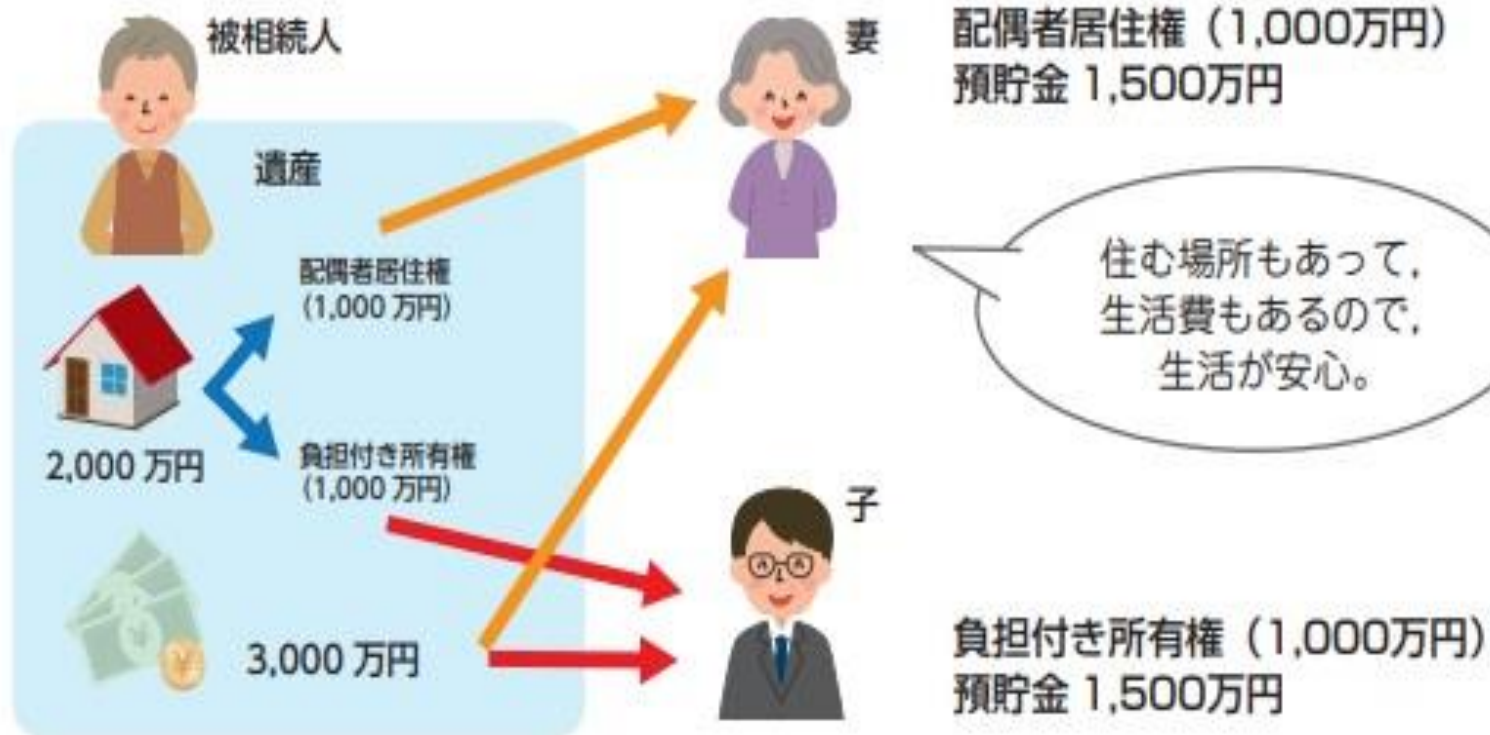 被相続人
遺産
配偶者居住権
(1,000 万円)
2,000 万円
負担付き所有権
(1,000 万円)
3,000 万円
妻
配偶者居住権（1,000万円）
預貯金 1,500万円
住む場所もあって，
生活費もあるので，
生活が安心。
子
負担付き所有権（1,000万円）
預貯金 1,500万円